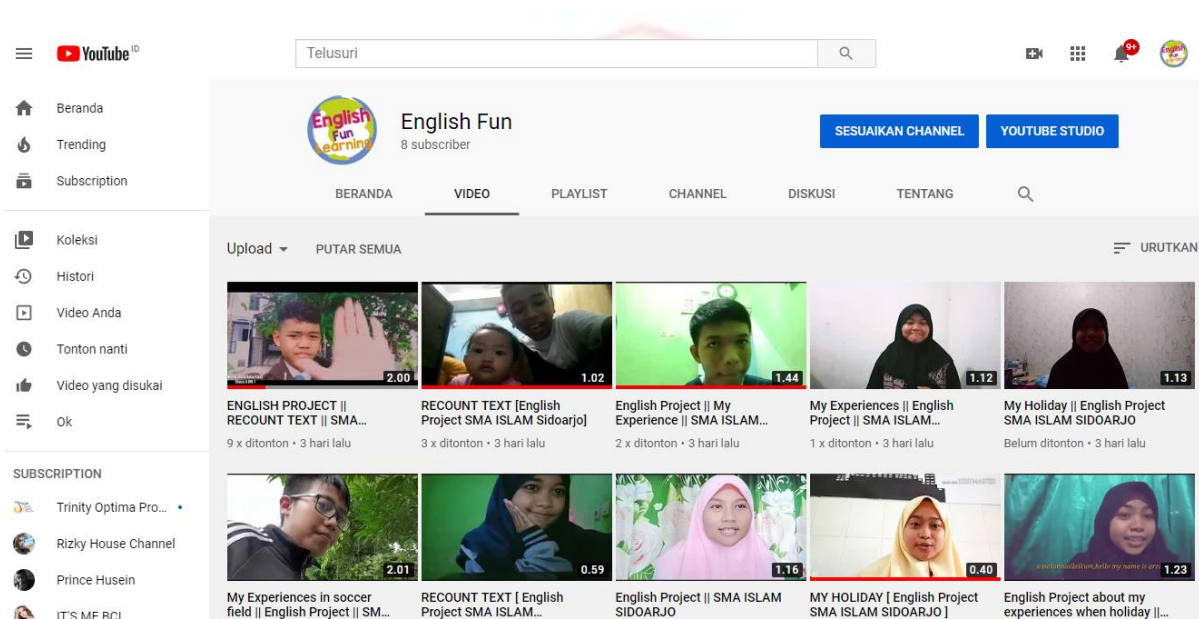 YouTube ID
Telusuri
9+
Beranda
Trending
Subscription
Koleksi
Histori
Video Anda
Tonton nanti
Video yang disukai
Ok
SUBSCRIPTION
Trinity Optima Pro...
Rizky House Channel
Prince Husein
IT'S ME BCL
English Fun Learning
English Fun
8 subscriber
SESUAIKAN CHANNEL
YOUTUBE STUDIO
BERANDA VIDEO PLAYLIST CHANNEL DISKUSI TENTANG
Upload PUTAR SEMUA URUTKAN
2.00
ENGLISH PROJECT ||
RECOUNT TEXT || SMA...
9 x ditonton • 3 hari lalu
1.02
RECOUNT TEXT [English
Project SMA ISLAM Sidoarjo]
3 x ditonton • 3 hari lalu
1.44
English Project || My
Experience || SMA ISLAM...
2 x ditonton • 3 hari lalu
1.12
My Experiences || English
Project || SMA ISLAM...
1 x ditonton • 3 hari lalu
1.13
My Holiday || English Project
SMA ISLAM SIDOARJO
Belum ditonton • 3 hari lalu
2.01
My Experiences in soccer
field || English Project || SM...
0.59
RECOUNT TEXT [ English
Project SMA ISLAM...
1.16
English Project || SMA ISLAM
SIDOARJO
0.40
MY HOLIDAY [ English Project
SMA ISLAM SIDOARJO ]
hello my name is
1.23
English Project about my
experiences when holiday ||...